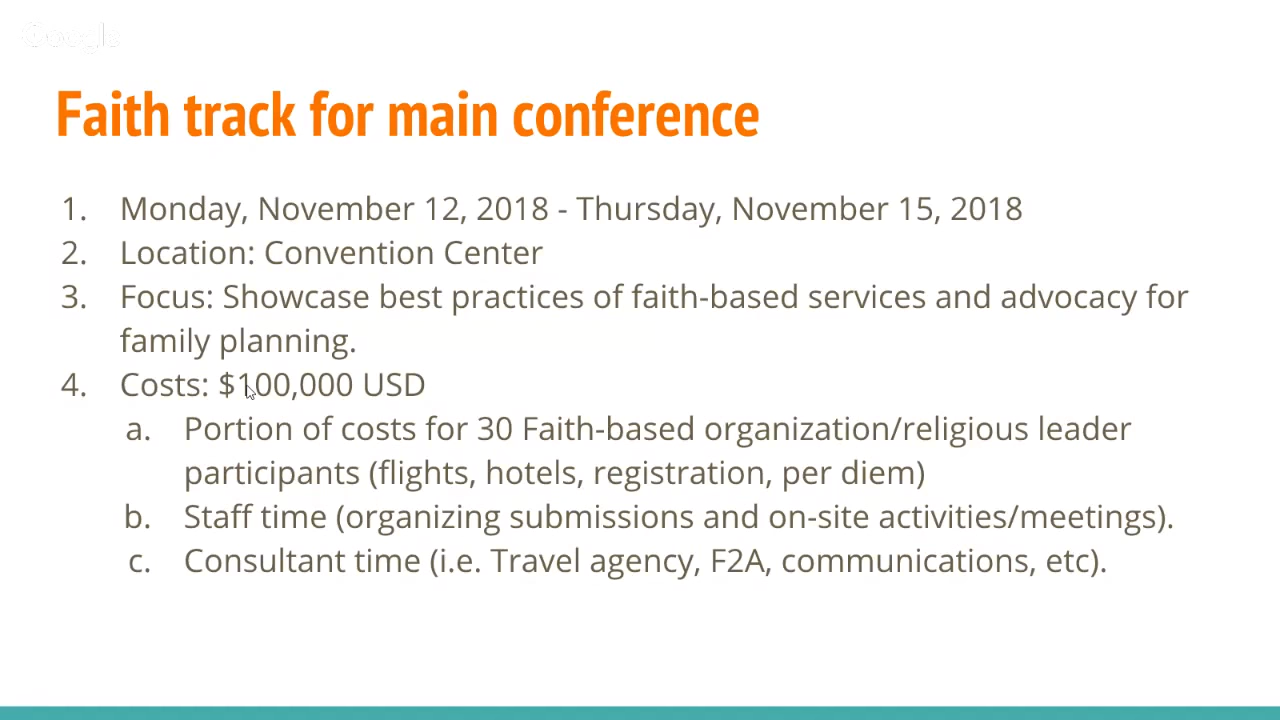 Google
Faith track for main conference
1. Monday, November 12, 2018 - Thursday, November 15, 2018
2. Location: Convention Center
3. Focus: Showcase best practices of faith-based services and advocacy for
family planning.
4. Costs: $100,000 USD
a. Portion of costs for 30 Faith-based organization/religious leader
participants (flights, hotels, registration, per diem)
b. Staff time (organizing submissions and on-site activities/meetings).
c. Consultant time (i.e. Travel agency, F2A, communications, etc).